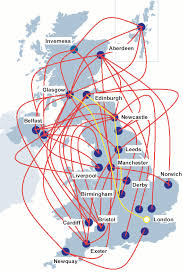 Inverness
Aberdeen
Glasgow
Edinburgh
Newcastle
Belfast
Leeds
Manchester
Liverpool
Norwich
Derby
Birmingham
London
Cardiff
Bristol
Exeter
Newquay